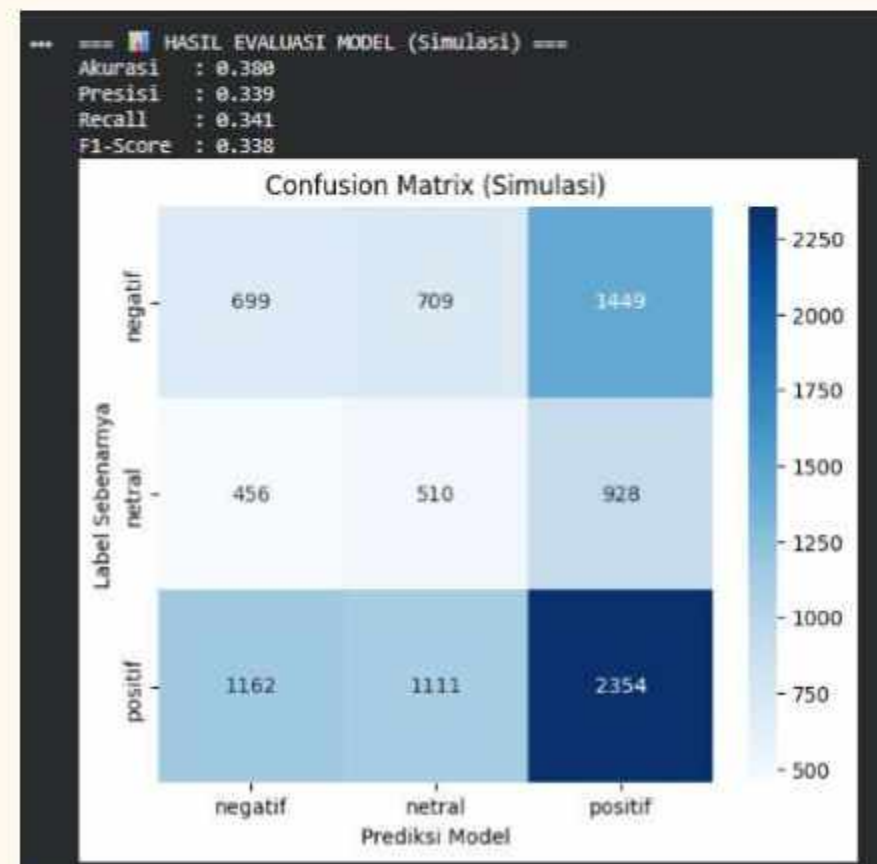 === 📊 HASIL EVALUASI MODEL (Simulasi) ===
Akurasi : 0.380
Presisi : 0.339
Recall : 0.341
F1-Score : 0.338
Confusion Matrix (Simulasi)
negatif
699 709 1449
netral
456 510 928
positif
1162 1111 2354
Label Sebenarnya
negatif netral positif
Prediksi Model
2250
2000
1750
1500
1250
1000
750
500